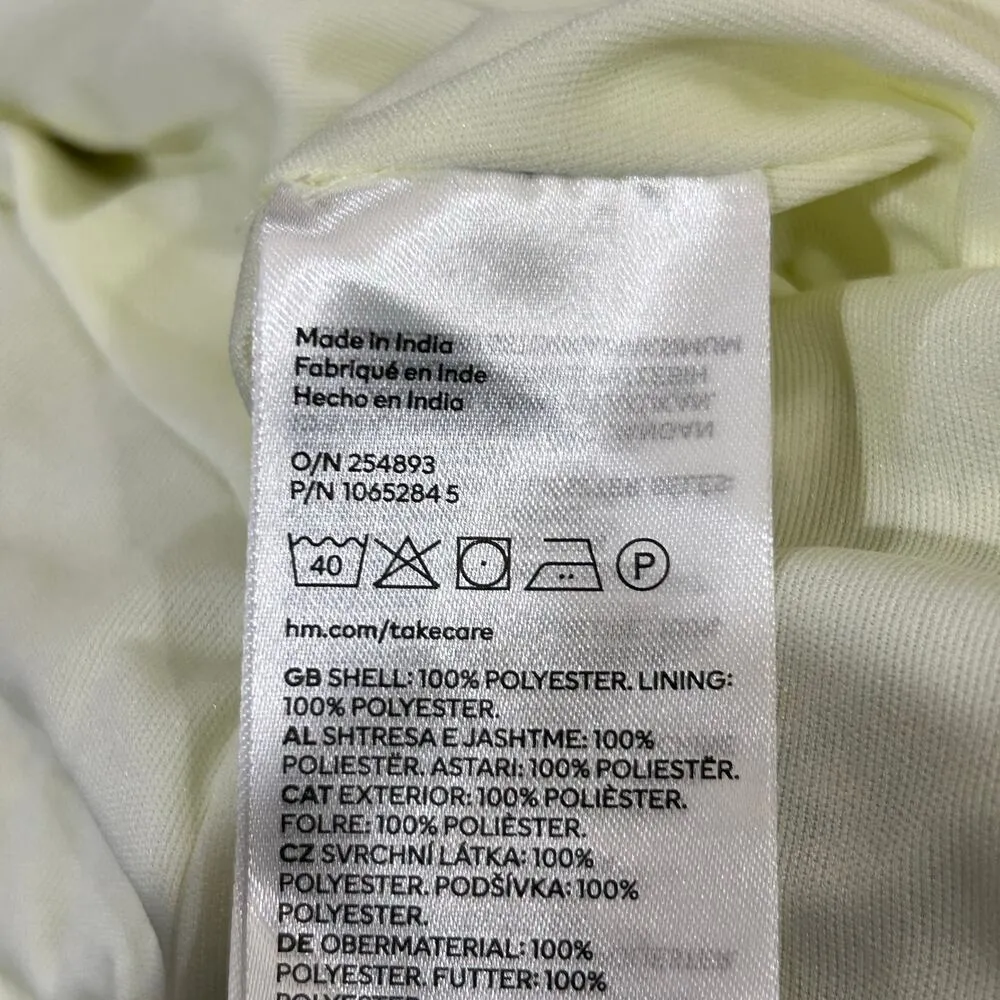 Made in India
Fabriqué en Inde
Hecho en India
O/N 254893
P/N 1065284 5
40
P
hm.com/takecare
GB SHELL: 100% POLYESTER. LINING:
100% POLYESTER.
AL SHTRESA E JASHTME: 100%
POLIESTËR. ASTARI: 100% POLIESTËR.
CAT EXTERIOR: 100% POLIÈSTER.
FOLRE: 100% POLIÈSTER.
CZ SVRCHNÍ LÁTKA: 100%
POLYESTER. PODŠÍVKA: 100%
POLYESTER.
DE OBERMATERIAL: 100%
POLYESTER. FUTTER: 100%